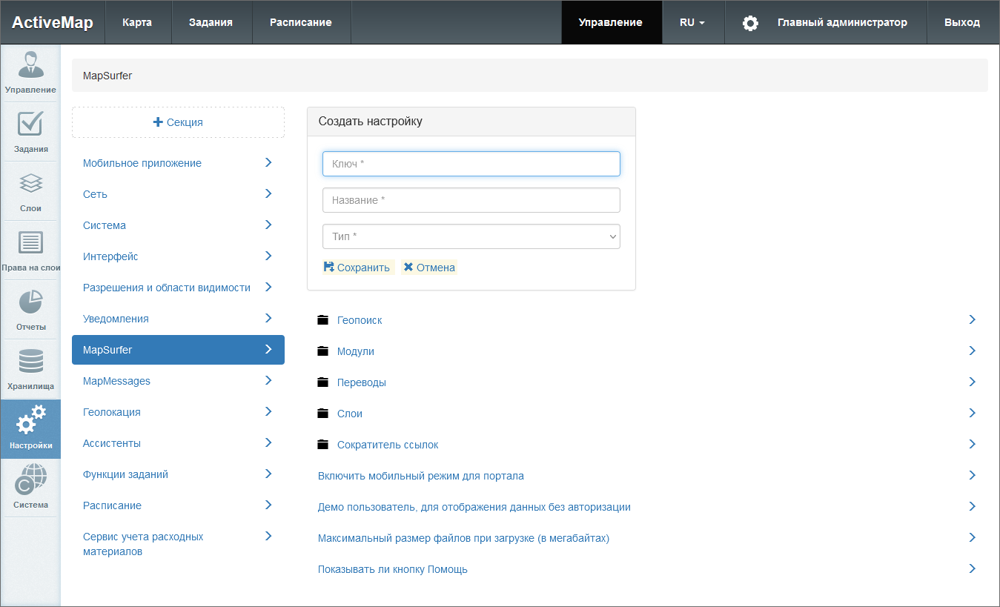 ActiveMap
Карта
Задания
Расписание
Управление
RU
Главный администратор
Выход
Управление
Задания
Слои
Права на слои
Отчеты
Хранилища
Настройки
Система
MapSurfer
Секция
Мобильное приложение
Сеть
Система
Интерфейс
Разрешения и области видимости
Уведомления
MapSurfer
MapMessages
Геолокация
Ассистенты
Функции заданий
Расписание
Сервис учета расходных
материалов
Создать настройку
Ключ *
Название *
Тип *
Сохранить Отмена
Геопоиск
Модули
Переводы
Слои
Сократитель ссылок
Включить мобильный режим для портала
Демо пользователь, для отображения данных без авторизации
Максимальный размер файлов при загрузке (в мегабайтах)
Показывать ли кнопку Помощь